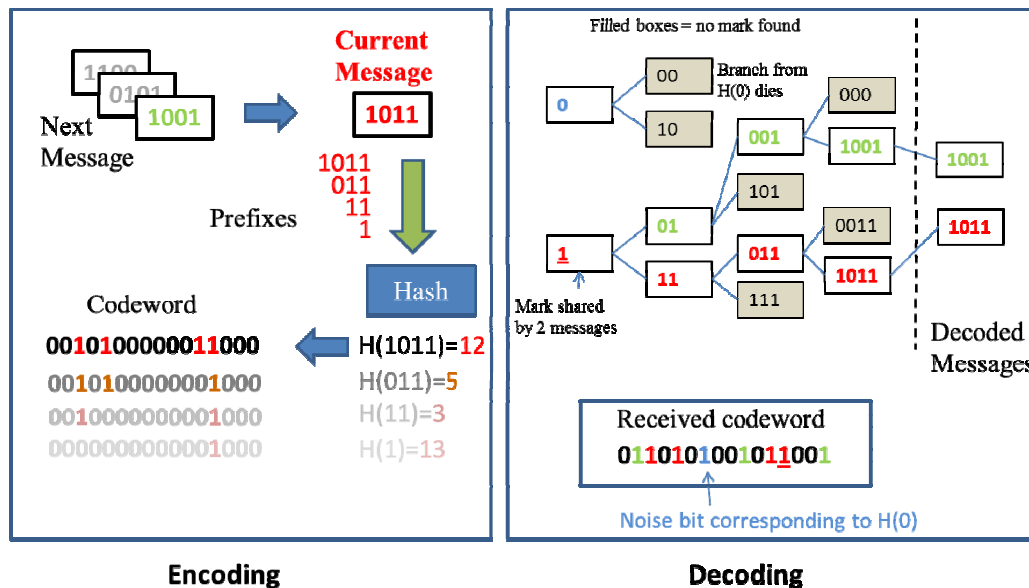 1100
0101
1001
Next
Message
Current
Message
1011
1011
011
11
1
Prefixes
Hash
Codeword
0010100000011000
H(1011)=12
0010100000001000
H(011)=5
0010000000001000
H(11)=3
0000000000001000
H(1)=13
Encoding
Filled boxes = no mark found
0
00
10
Branch from
H(0) dies
1
Mark shared
by 2 messages
01
11
001
101
011
111
000
1001
0011
1011
1001
1011
Decoded
Messages
Received codeword
0110101001011001
Noise bit corresponding to H(0)
Decoding